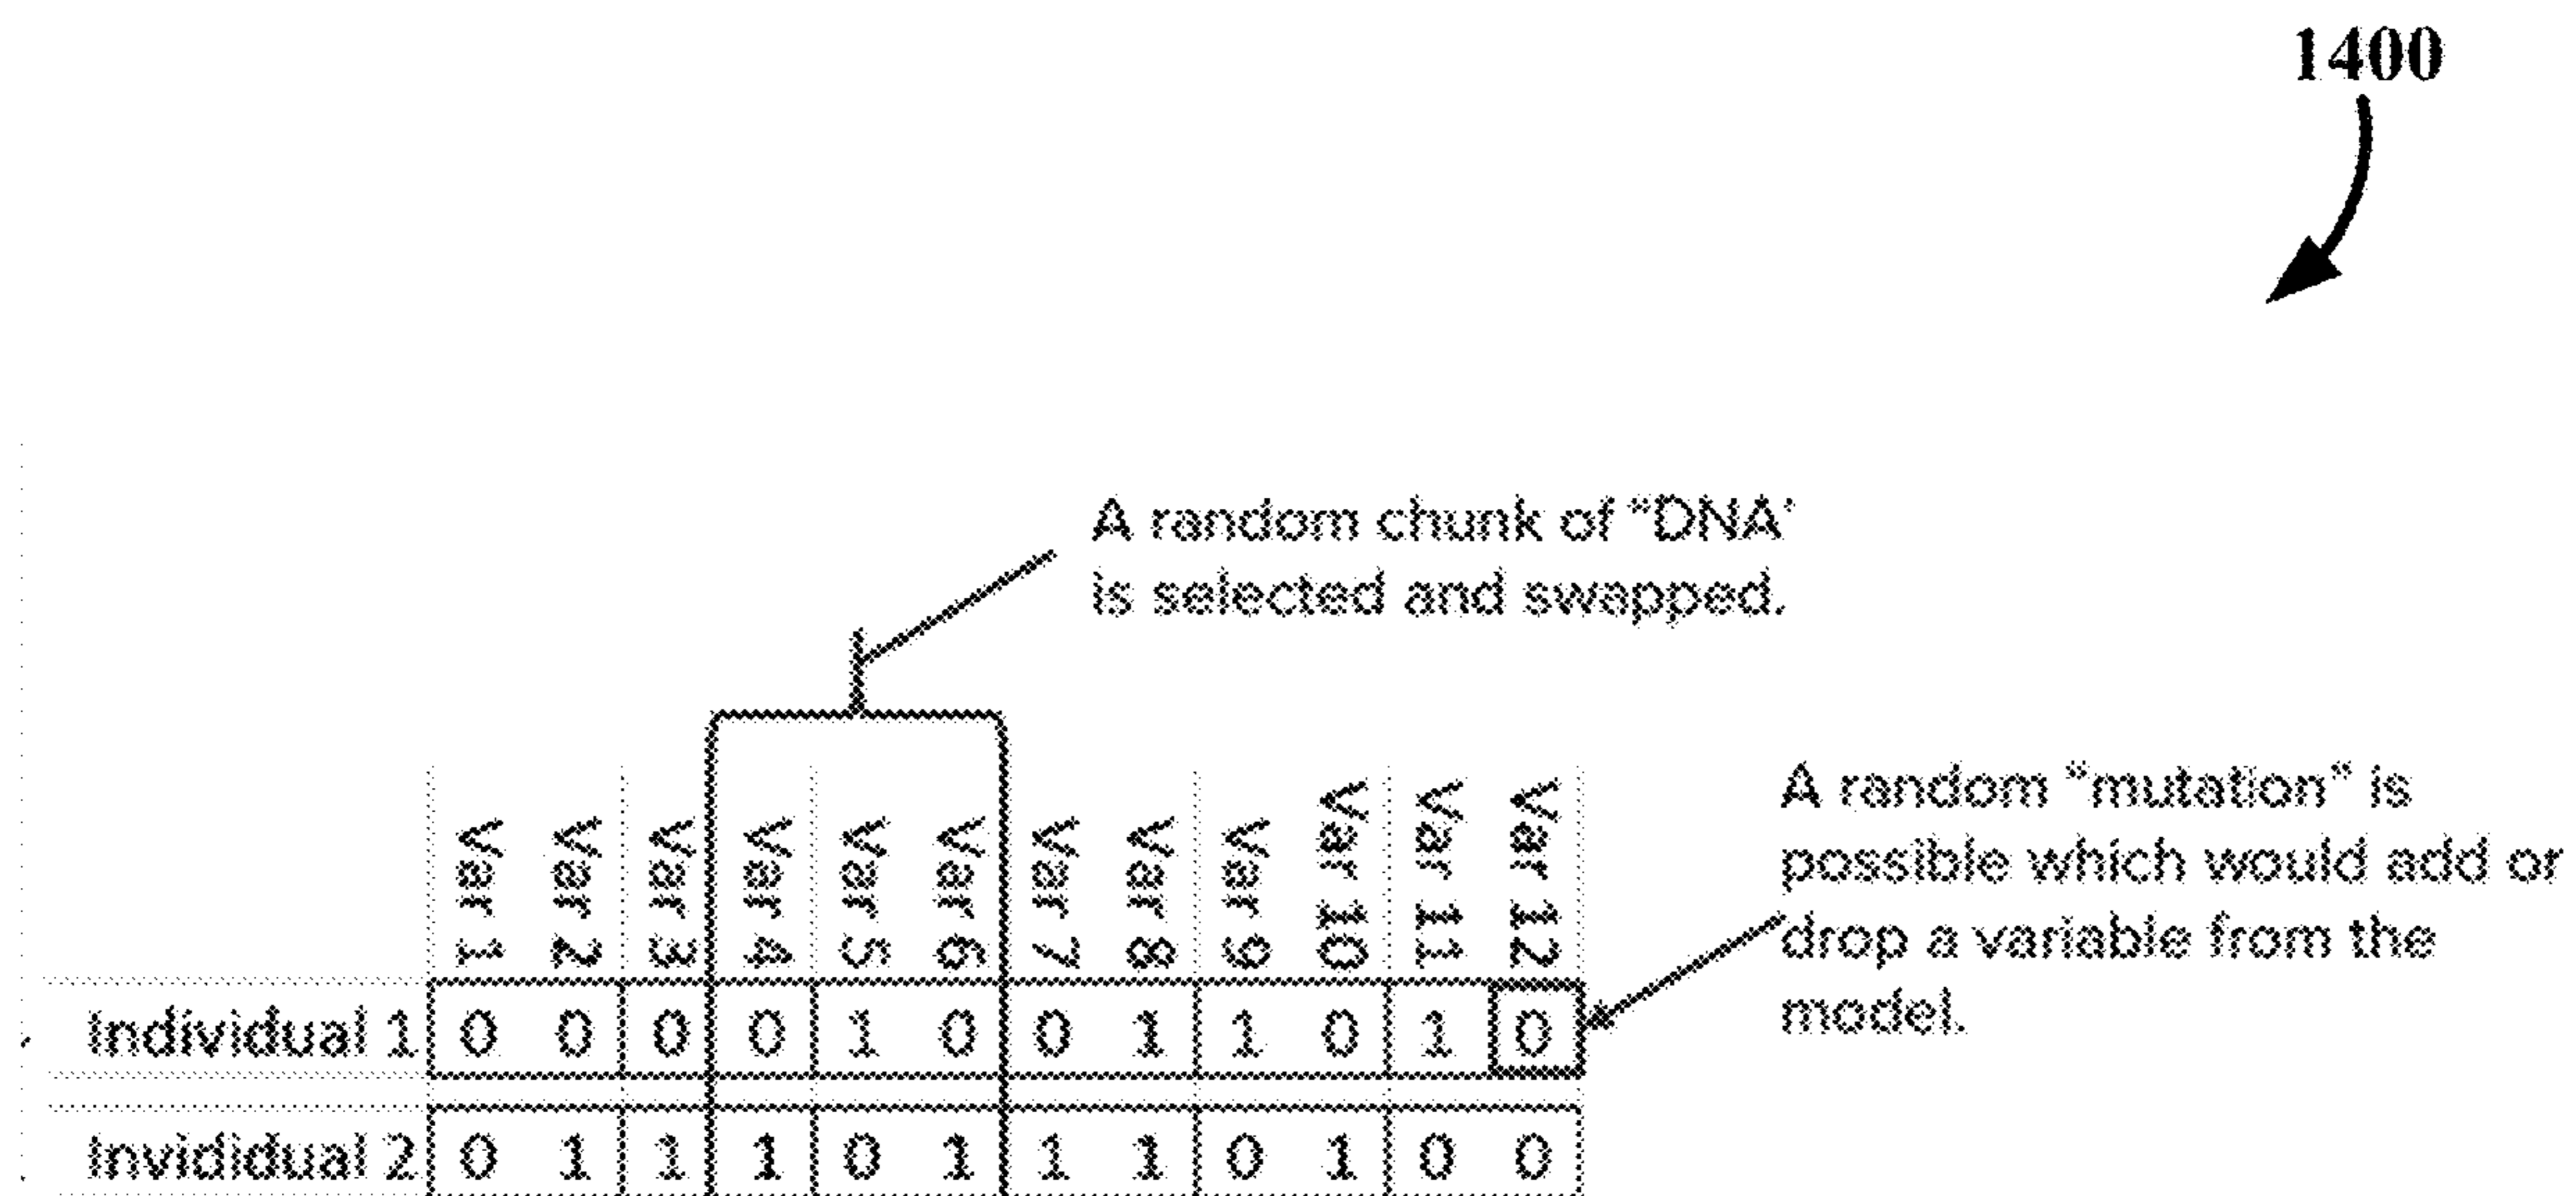 1400
A random chunk of "DNA'
is selected and swapped.
A random "mutation" is
possible which would add or
drop a variable from the
model.
Var 1 Var 2 Var 3 Var 4 Var 5 Var 6 Var 7 Var 8 Var 9 Var 10 Var 11 Var 12
Individual 1 0 0 0 0 1 0 0 1 1 0 1 0
Invididual 2 0 1 1 1 0 1 1 1 0 1 0 0